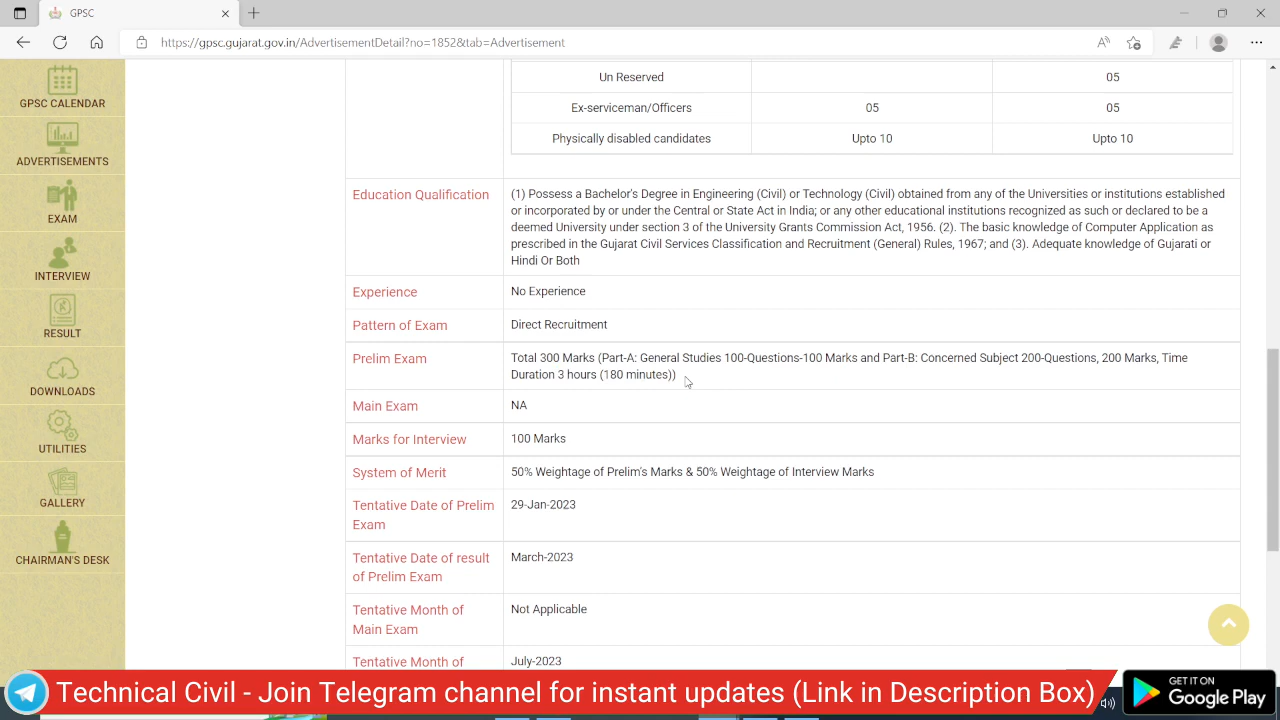 GPSC
https://gpsc.gujarat.gov.in/AdvertisementDetail?no=1852&tab=Advertisement
GPSC CALENDAR
ADVERTISEMENTS
EXAM
INTERVIEW
RESULT
DOWNLOADS
UTILITIES
GALLERY
CHAIRMAN'S DESK
Un Reserved 05
Ex-serviceman/Officers 05 05
Physically disabled candidates Upto 10 Upto 10
Education Qualification (1) Possess a Bachelor's Degree in Engineering (Civil) or Technology (Civil) obtained from any of the Universities or institutions established
or incorporated by or under the Central or State Act in India; or any other educational institutions recognized as such or declared to be a
deemed University under section 3 of the University Grants Commission Act, 1956. (2). The basic knowledge of Computer Application as
prescribed in the Gujarat Civil Services Classification and Recruitment (General) Rules, 1967; and (3). Adequate knowledge of Gujarati or
Hindi Or Both
Experience No Experience
Pattern of Exam Direct Recruitment
Prelim Exam Total 300 Marks (Part-A: General Studies 100-Questions-100 Marks and Part-B: Concerned Subject 200-Questions, 200 Marks, Time
Duration 3 hours (180 minutes))
Main Exam NA
Marks for Interview 100 Marks
System of Merit 50% Weightage of Prelim's Marks & 50% Weightage of Interview Marks
Tentative Date of Prelim 29-Jan-2023
Exam
Tentative Date of result March-2023
of Prelim Exam
Tentative Month of Not Applicable
Main Exam
Tentative Month of July-2023
Technical Civil - Join Telegram channel for instant updates (Link in Description Box)
GET IT ON
Google Play